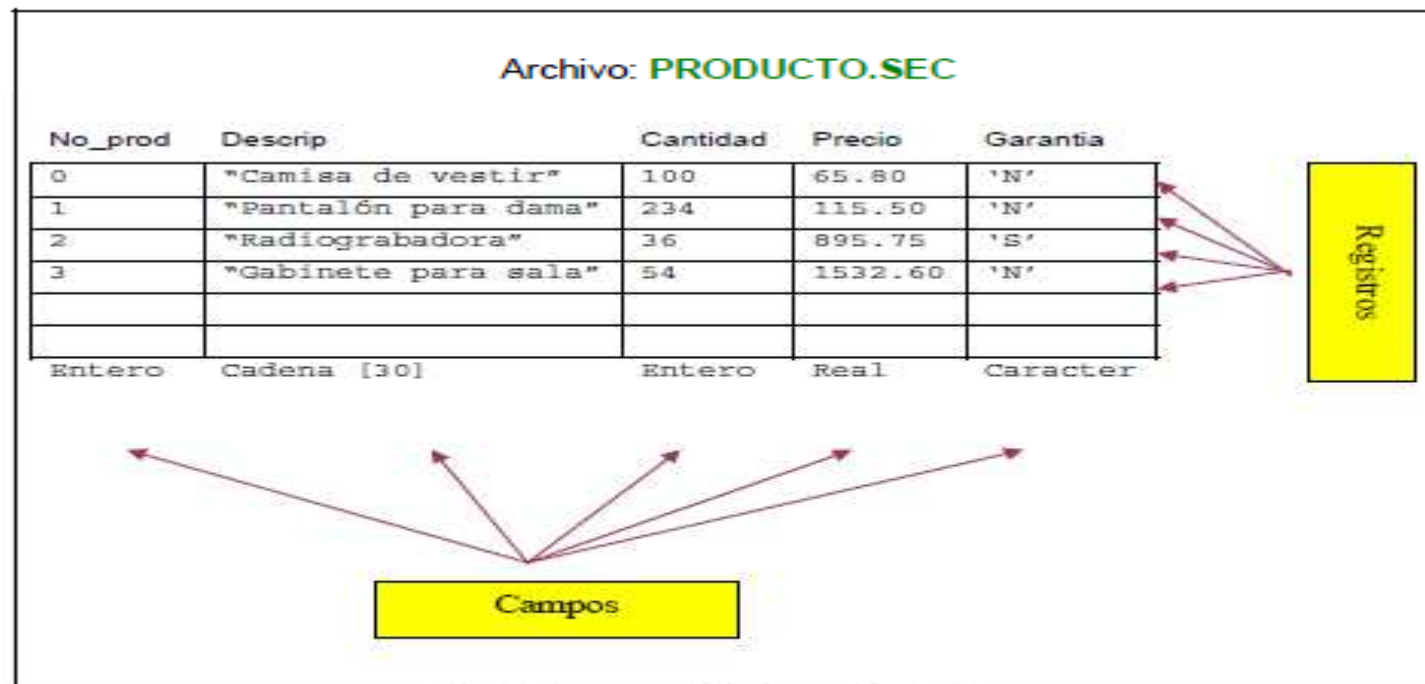 Archivo: PRODUCTO.SEC
No_prod Descrip Cantidad Precio Garantia
0 "Camisa de vestir" 100 65.80 'N'
1 "Pantalón para dama" 234 115.50 'N'
2 "Radiograbadora" 36 895.75 'S'
3 "Gabinete para sala" 54 1532.60 'N'
Entero Cadena [30] Entero Real Caracter
Registros
Campos